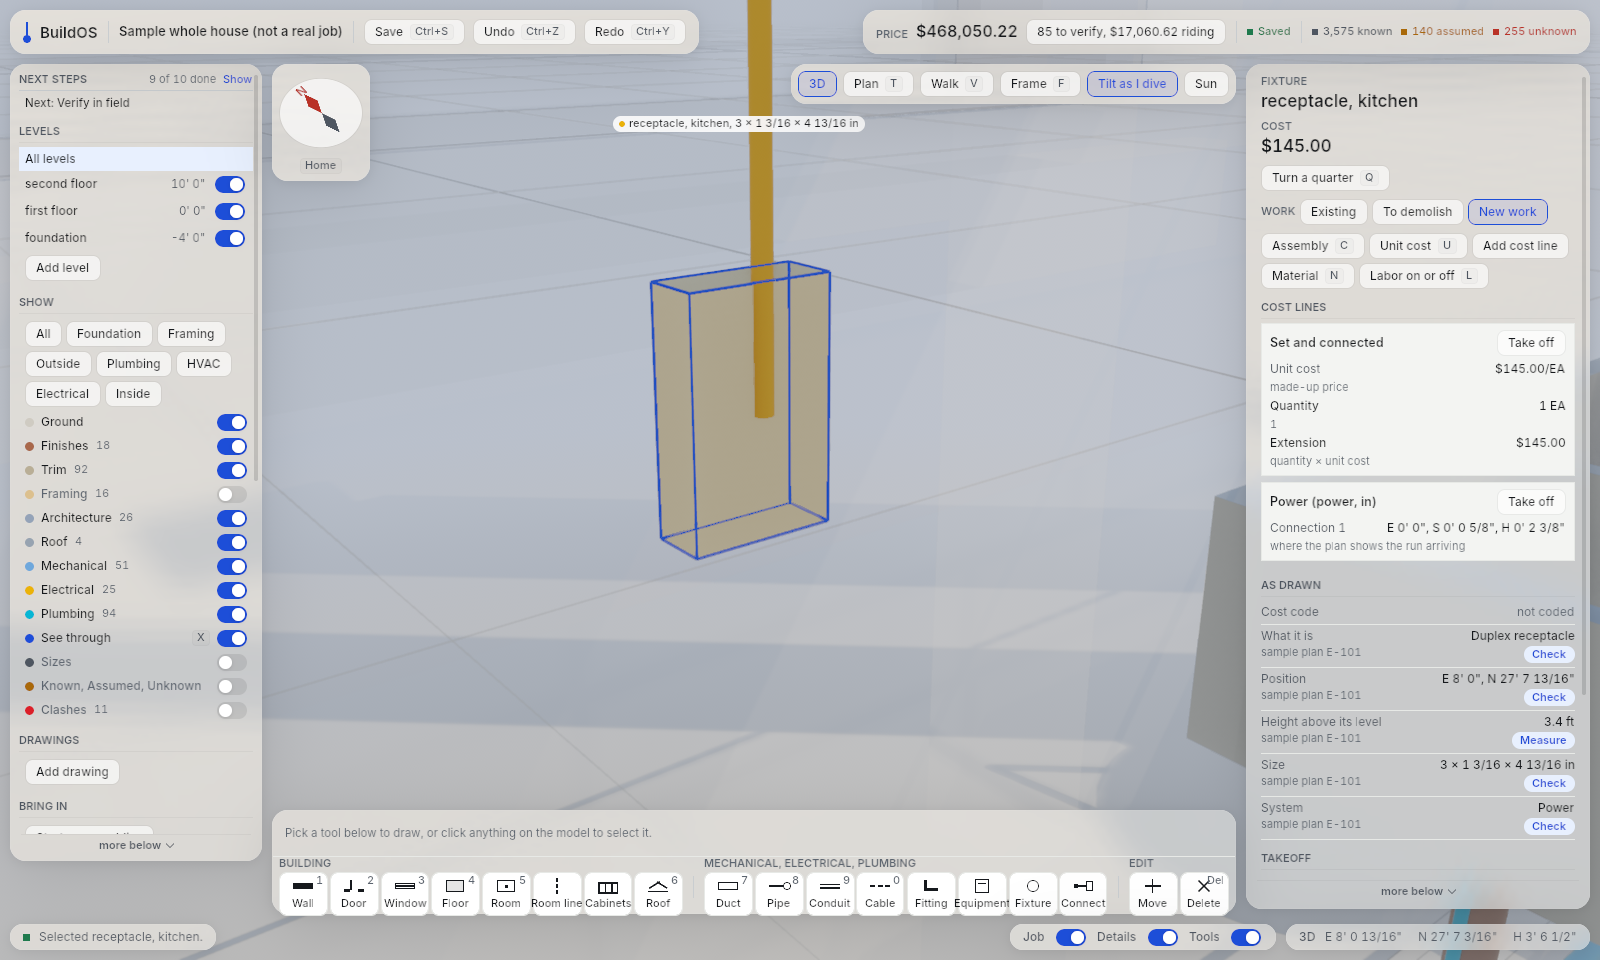 BuildOS
Sample whole house (not a real job)
Save Ctrl+S
Undo Ctrl+Z
Redo Ctrl+Y
PRICE $468,050.22
85 to verify, $17,060.62 riding
Saved
3,575 known
140 assumed
255 unknown
NEXT STEPS 9 of 10 done Show
Next: Verify in field
LEVELS
All levels
second floor 10' 0"
first floor 0' 0"
foundation -4' 0"
Add level
SHOW
All Foundation Framing
Outside Plumbing HVAC
Electrical Inside
Ground
Finishes 18
Trim 92
Framing 16
Architecture 26
Roof 4
Mechanical 51
Electrical 25
Plumbing 94
See through X
Sizes
Known, Assumed, Unknown
Clashes 11
DRAWINGS
Add drawing
BRING IN
more below
N
Home
3D
Plan T
Walk V
Frame F
Tilt as I dive
Sun
receptacle, kitchen, 3 × 1 3/16 × 4 13/16 in
FIXTURE
receptacle, kitchen
COST
$145.00
Turn a quarter Q
WORK Existing To demolish New work
Assembly C Unit cost U Add cost line
Material N Labor on or off L
COST LINES
Set and connected Take off
Unit cost $145.00/EA
made-up price
Quantity 1 EA
1
Extension $145.00
quantity × unit cost
Power (power, in) Take off
Connection 1 E 0' 0", S 0' 0 5/8", H 0' 2 3/8"
where the plan shows the run arriving
AS DRAWN
Cost code not coded
What it is Duplex receptacle
sample plan E-101 Check
Position E 8' 0", N 27' 7 13/16"
sample plan E-101 Check
Height above its level 3.4 ft
sample plan E-101 Measure
Size 3 × 1 3/16 × 4 13/16 in
sample plan E-101 Check
System Power
sample plan E-101 Check
TAKEOFF
more below
Pick a tool below to draw, or click anything on the model to select it.
BUILDING
Wall 1
Door 2
Window 3
Floor 4
Room 5
Room line
Cabinets
Roof 6
MECHANICAL, ELECTRICAL, PLUMBING
Duct 7
Pipe 8
Conduit 9
Cable 0
Fitting
Equipment
Fixture
Connect
EDIT
Move
Delete Del
Selected receptacle, kitchen.
Job
Details
Tools
3D E 8' 0 13/16" N 27' 7 3/16" H 3' 6 1/2"